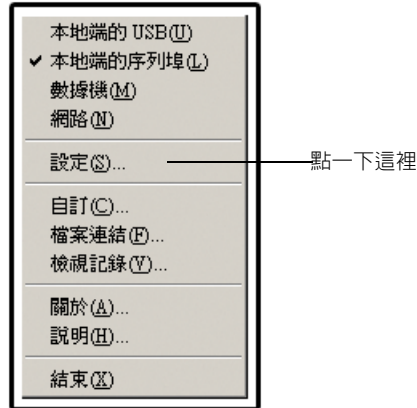 本地端的 USB(U)
✔ 本地端的序列埠(L)
數據機(M)
網路(N)
設定(S)...
點一下這裡
自訂(C)...
檔案連結(F)...
檢視記錄(V)...
關於(A)...
說明(H)...
結束(X)